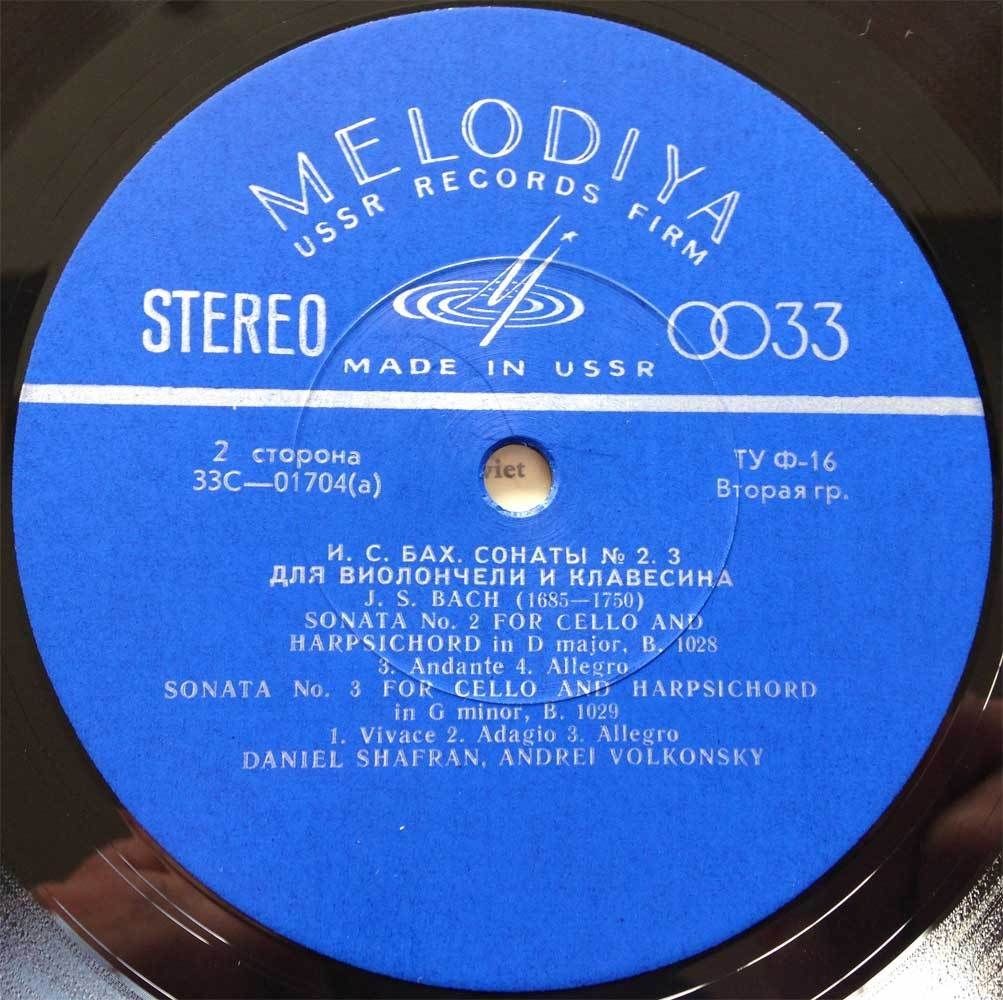 MELODIYA
USSR RECORDS FIRM
STEREO
33
MADE IN USSR
2 сторона
33С—01704(а)
ТУ Ф-16
Вторая гр.
viet
И. С. БАХ. СОНАТЫ № 2. 3
ДЛЯ ВИОЛОНЧЕЛИ И КЛАВЕСИНА
J. S. BACH (1685—1750)
SONATA No. 2 FOR CELLO AND
HARPSICHORD in D major, B. 1028
3. Andante 4. Allegro
SONATA No. 3 FOR CELLO AND HARPSICHORD
in G minor, B. 1029
1. Vivace 2. Adagio 3. Allegro
DANIEL SHAFRAN, ANDREI VOLKONSKY